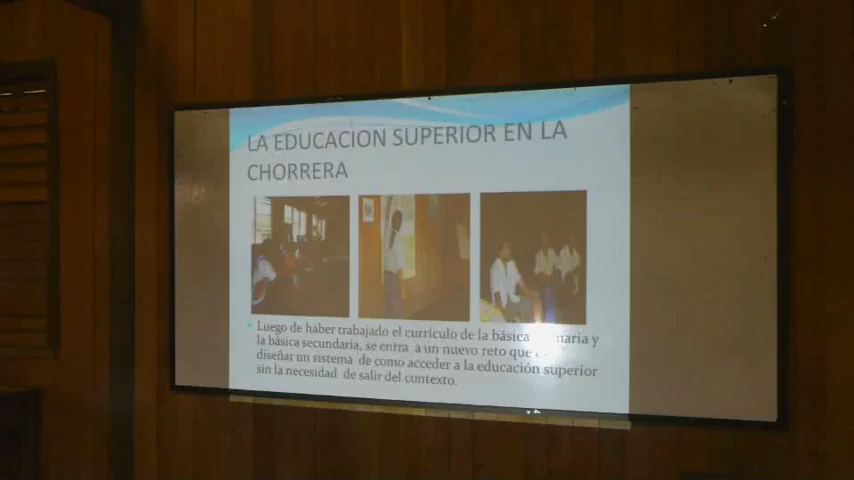 LA EDUCACION SUPERIOR EN LA
CHORRERA
Luego de haber trabajado el currículo de la básica y
la básica secundaria, se entra a un nuevo reto que
diseñar un sistema de como acceder a la educación superior
sin la necesidad de salir del contexto.